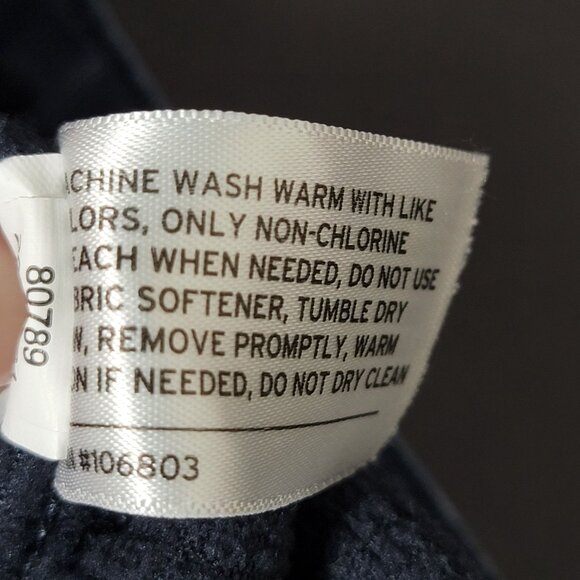 ACHINE WASH WARM WITH LIKE
LORS, ONLY NON-CHLORINE
EACH WHEN NEEDED, DO NOT USE
BRIC SOFTENER, TUMBLE DRY
W, REMOVE PROMPTLY, WARM
N IF NEEDED, DO NOT DRY CLEAN
#106803
80789